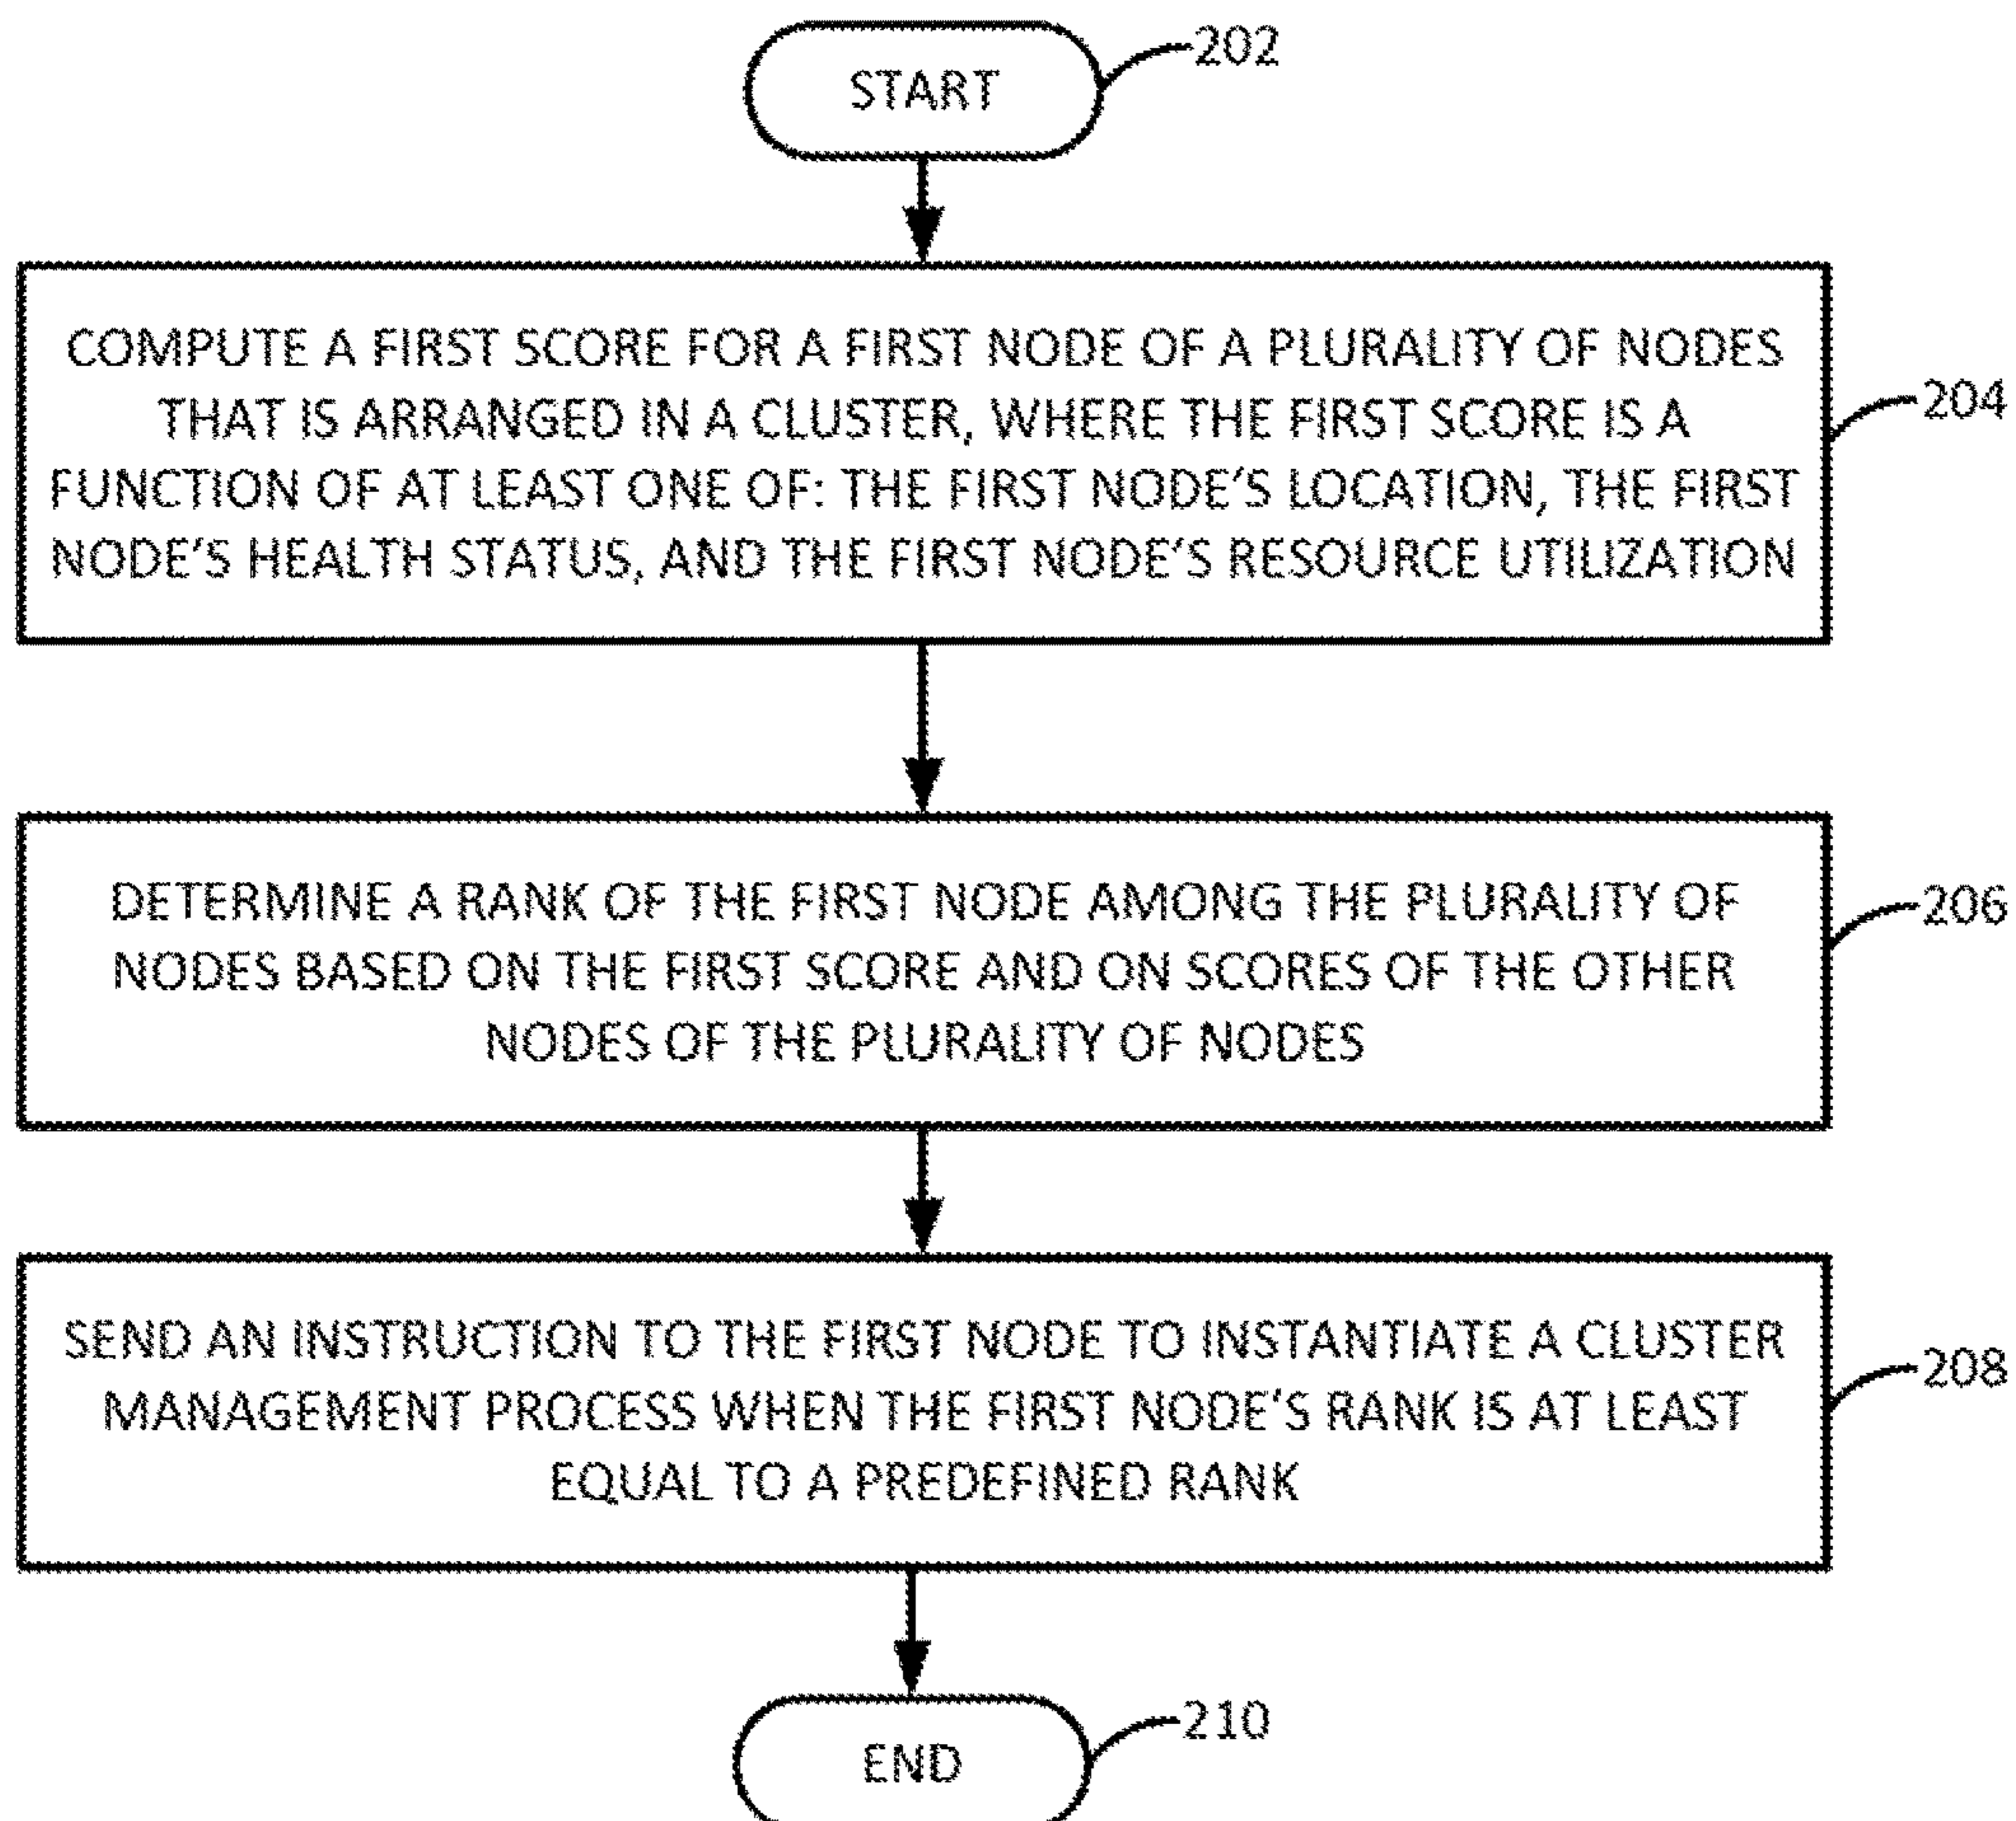 START
202
COMPUTE A FIRST SCORE FOR A FIRST NODE OF A PLURALITY OF NODES
THAT IS ARRANGED IN A CLUSTER, WHERE THE FIRST SCORE IS A
FUNCTION OF AT LEAST ONE OF: THE FIRST NODE'S LOCATION, THE FIRST
NODE'S HEALTH STATUS, AND THE FIRST NODE'S RESOURCE UTILIZATION
204
DETERMINE A RANK OF THE FIRST NODE AMONG THE PLURALITY OF
NODES BASED ON THE FIRST SCORE AND ON SCORES OF THE OTHER
NODES OF THE PLURALITY OF NODES
206
SEND AN INSTRUCTION TO THE FIRST NODE TO INSTANTIATE A CLUSTER
MANAGEMENT PROCESS WHEN THE FIRST NODE'S RANK IS AT LEAST
EQUAL TO A PREDEFINED RANK
208
END
210